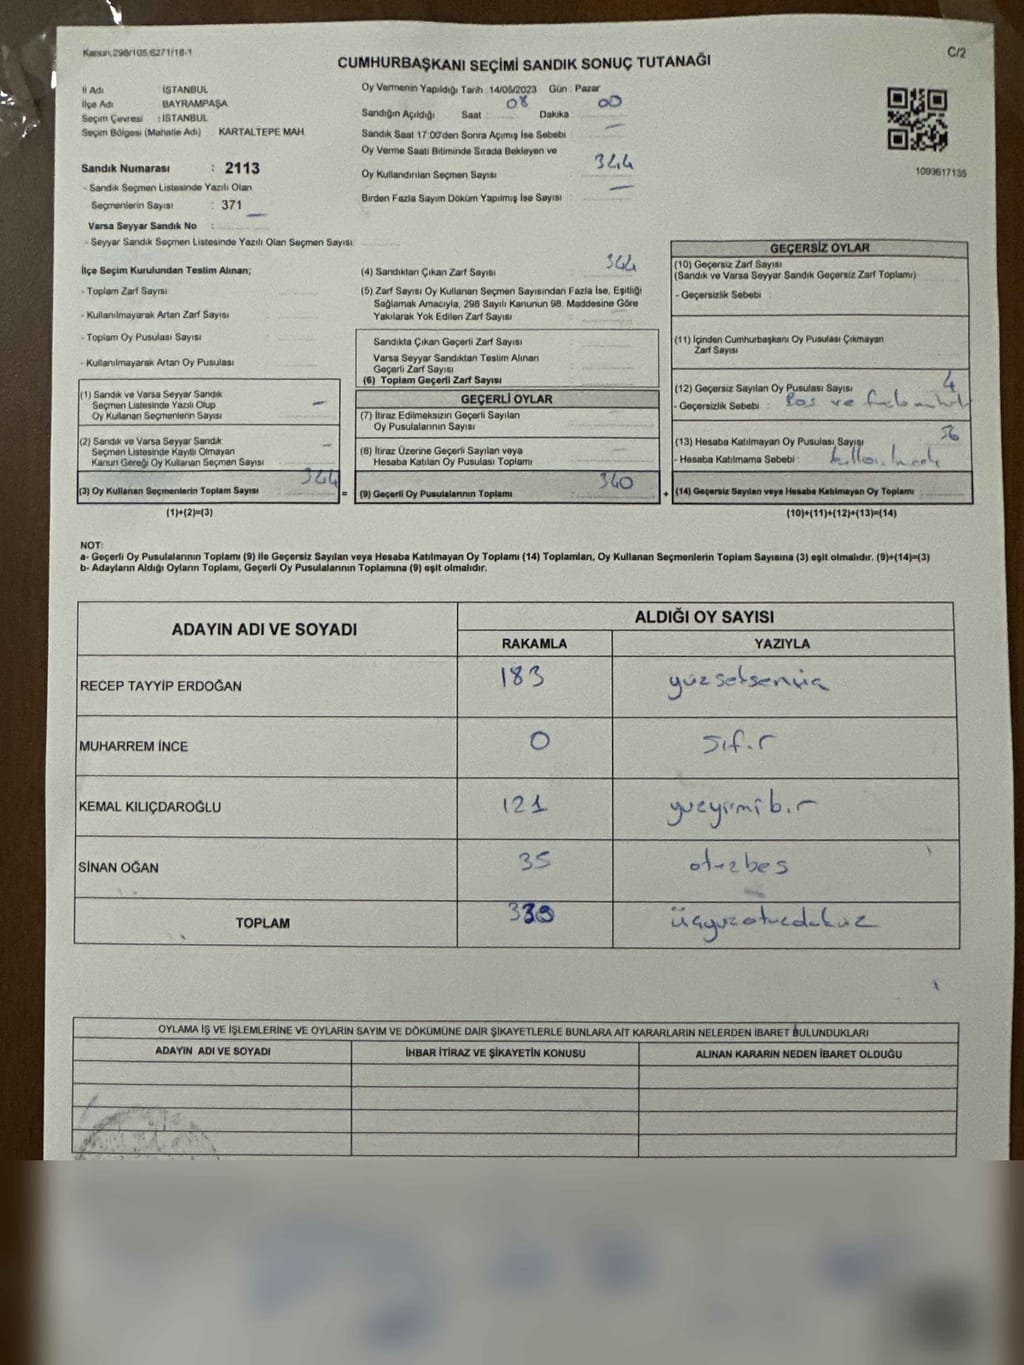 Kanun.298/105,6271/18-1
C/2
CUMHURBAŞKANI SEÇİMİ SANDIK SONUÇ TUTANAĞI
İl Adı İSTANBUL
İlçe Adı BAYRAMPAŞA
Seçim Çevresi : İSTANBUL
Seçim Bölgesi (Mahalle Adı) KARTALTEPE MAH.
Oy Vermenin Yapıldığı Tarih : 14/05/2023 Gün : Pazar
Sandığın Açıldığı Saat : 08 Dakika : 00
Sandık Saat 17:00'den Sonra Açımış İse Sebebi : —
Oy Verme Saati Bitiminde Sırada Bekleyen ve
Oy Kullandırılan Seçmen Sayısı : 344
Birden Fazla Sayım Döküm Yapılmış İse Sayısı : —
1093617135
Sandık Numarası : 2113
- Sandık Seçmen Listesinde Yazılı Olan
Seçmenlerin Sayısı : 371
Varsa Seyyar Sandık No : —
- Seyyar Sandık Seçmen Listesinde Yazılı Olan Seçmen Sayısı:
İlçe Seçim Kurulundan Teslim Alınan;
- Toplam Zarf Sayısı :
- Kullanılmayarak Artan Zarf Sayısı :
- Toplam Oy Pusulası Sayısı :
- Kullanılmayarak Artan Oy Pusulası :
(1) Sandık ve Varsa Seyyar Sandık
Seçmen Listesinde Yazılı Olup
Oy Kullanan Seçmenlerin Sayısı : —
(2) Sandık ve Varsa Seyyar Sandık
Seçmen Listesinde Kayıtlı Olmayan
Kanun Gereği Oy Kullanan Seçmen Sayısı : —
(3) Oy Kullanan Seçmenlerin Toplam Sayısı : 344
(1)+(2)=(3)
(4) Sandıktan Çıkan Zarf Sayısı : 344
(5) Zarf Sayısı Oy Kullanan Seçmen Sayısından Fazla İse, Eşitliği
Sağlamak Amacıyla, 298 Sayılı Kanunun 98. Maddesine Göre
Yakılarak Yok Edilen Zarf Sayısı :
Sandıkta Çıkan Geçerli Zarf Sayısı :
Varsa Seyyar Sandıktan Teslim Alınan
Geçerli Zarf Sayısı :
(6) Toplam Geçerli Zarf Sayısı :
GEÇERLİ OYLAR
(7) İtiraz Edilmeksizin Geçerli Sayılan
Oy Pusulalarının Sayısı : —
(8) İtiraz Üzerine Geçerli Sayılan veya
Hesaba Katılan Oy Pusulası Toplamı : —
= (9) Geçerli Oy Pusulalarının Toplamı : 340 +
GEÇERSİZ OYLAR
(10) Geçersiz Zarf Sayısı
(Sandık ve Varsa Seyyar Sandık Geçersiz Zarf Toplamı)
- Geçersizlik Sebebi :
(11) İçinden Cumhurbaşkanı Oy Pusulası Çıkmayan
Zarf Sayısı
(12) Geçersiz Sayılan Oy Pusulası Sayısı : 4
- Geçersizlik Sebebi : Boş ve fazla
(13) Hesaba Katılmayan Oy Pusulası Sayısı
- Hesaba Katılmama Sebebi :
(14) Geçersiz Sayılan veya Hesaba Katılmayan Oy Toplamı :
(10)+(11)+(12)+(13)=(14)
NOT:
a- Geçerli Oy Pusulalarının Toplamı (9) ile Geçersiz Sayılan veya Hesaba Katılmayan Oy Toplamı (14) Toplamları, Oy Kullanan Seçmenlerin Toplam Sayısına (3) eşit olmalıdır. (9)+(14)=(3)
b- Adayların Aldığı Oyların Toplamı, Geçerli Oy Pusulalarının Toplamına (9) eşit olmalıdır.
ADAYIN ADI VE SOYADI ALDIĞI OY SAYISI
RAKAMLA YAZIYLA
RECEP TAYYİP ERDOĞAN 183 yüzseksenüç
MUHARREM İNCE 0 sıfır
KEMAL KILIÇDAROĞLU 121 yüzyirmibir
SİNAN OĞAN 35 otuzbes
TOPLAM 339 üçyüzotuzdokuz
OYLAMA İŞ VE İŞLEMLERİNE VE OYLARIN SAYIM VE DÖKÜMÜNE DAİR ŞİKAYETLERLE BUNLARA AİT KARARLARIN NELERDEN İBARET BULUNDUKLARI
ADAYIN ADI VE SOYADI İHBAR İTİRAZ VE ŞİKAYETİN KONUSU ALINAN KARARIN NEDEN İBARET OLDUĞU